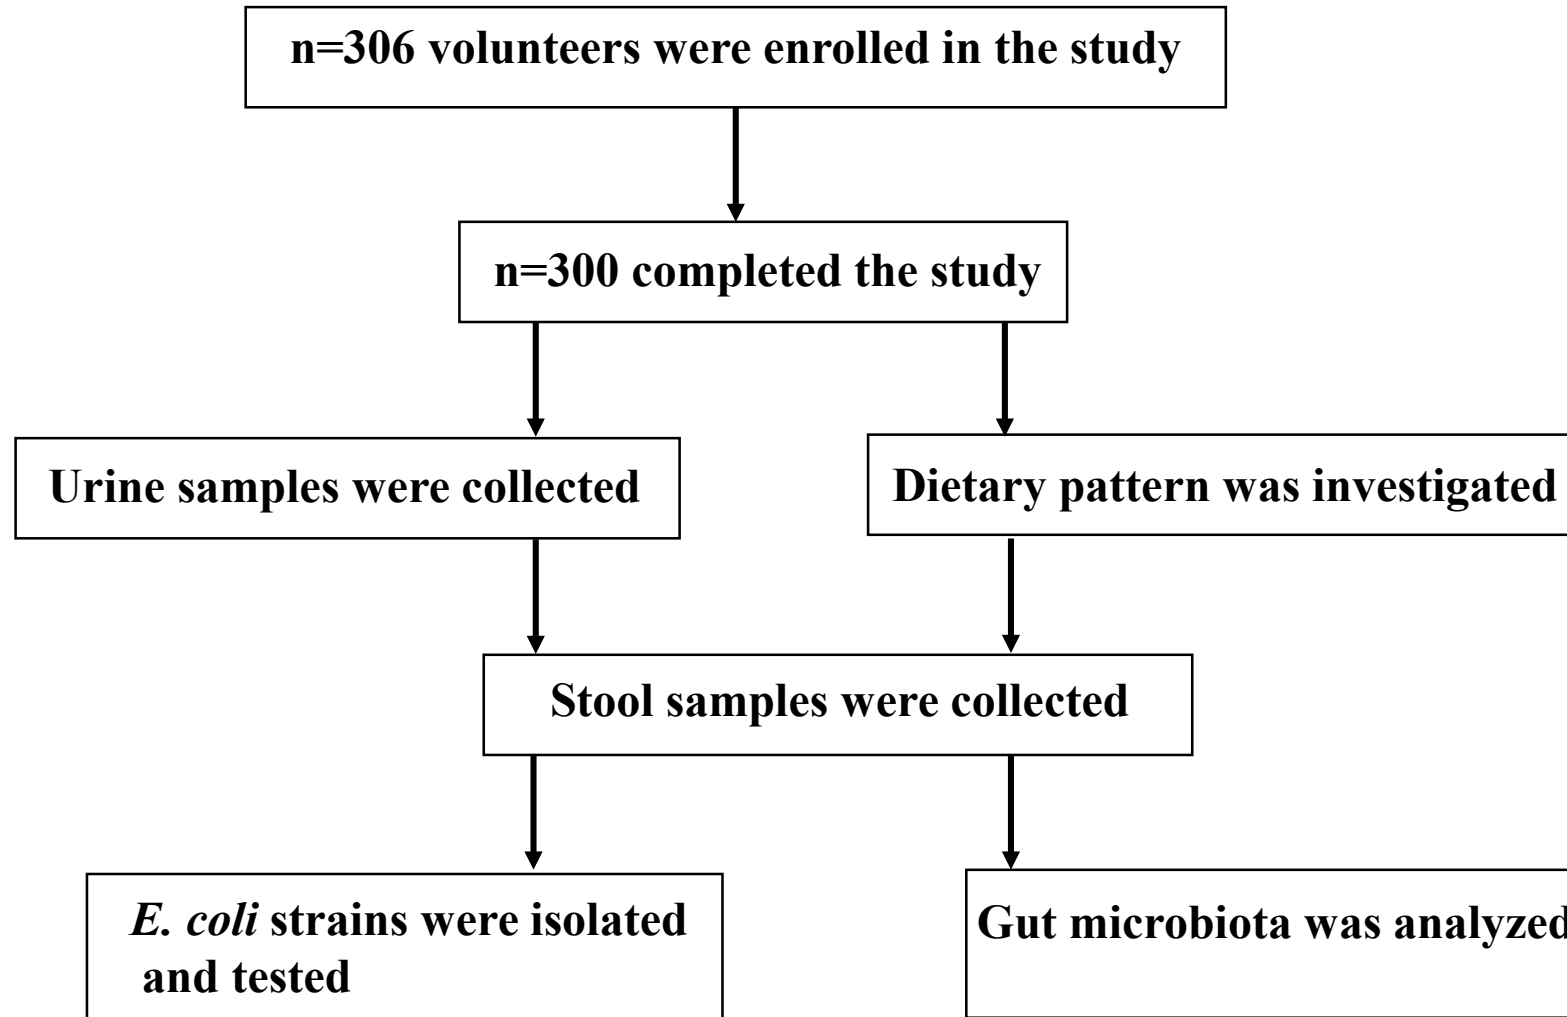 n=306 volunteers were enrolled in the study
n=300 completed the study
Urine samples were collected
Dietary pattern was investigated
Stool samples were collected
E. coli strains were isolated
and tested
Gut microbiota was analyzed